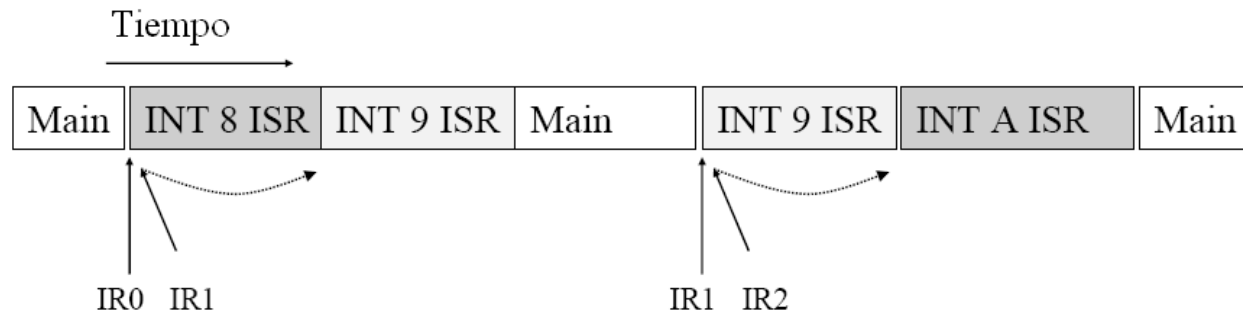 Tiempo
Main INT 8 ISR INT 9 ISR Main INT 9 ISR INT A ISR Main
IR0 IR1 IR1 IR2